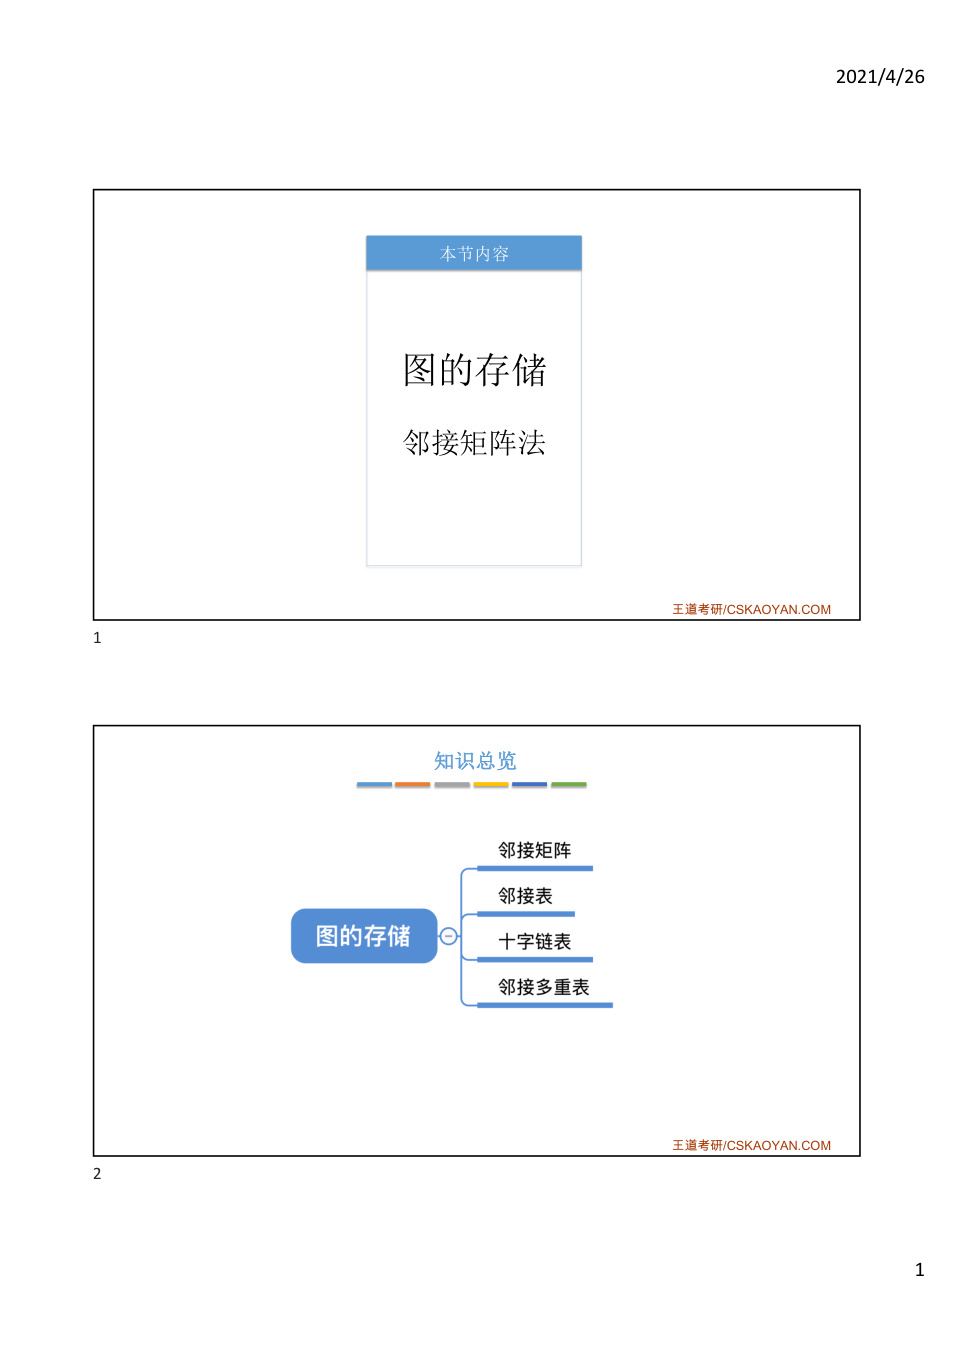 2021/4/26
本节内容
图的存储
邻接矩阵法
王道考研/CSKAOYAN.COM
1
知识总览
图的存储
邻接矩阵
邻接表
十字链表
邻接多重表
王道考研/CSKAOYAN.COM
2
1